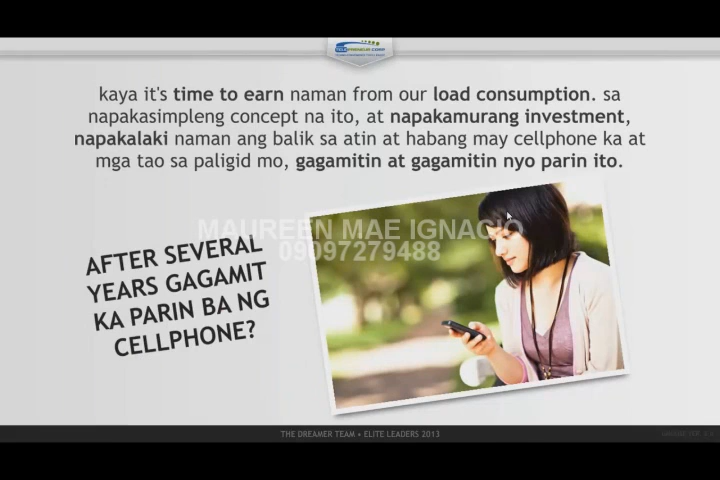 TELEPRENEUR CORP
kaya it's time to earn naman from our load consumption. sa
napakasimpleng concept na ito, at napakamurang investment,
napakalaki naman ang balik sa atin at habang may cellphone ka at
mga tao sa paligid mo, gagamitin at gagamitin nyo parin ito.
MAUREEN MAE IGNACIO
09097279488
AFTER SEVERAL
YEARS GAGAMIT
KA PARIN BA NG
CELLPHONE?
THE DREAMER TEAM • ELITE LEADERS 2013